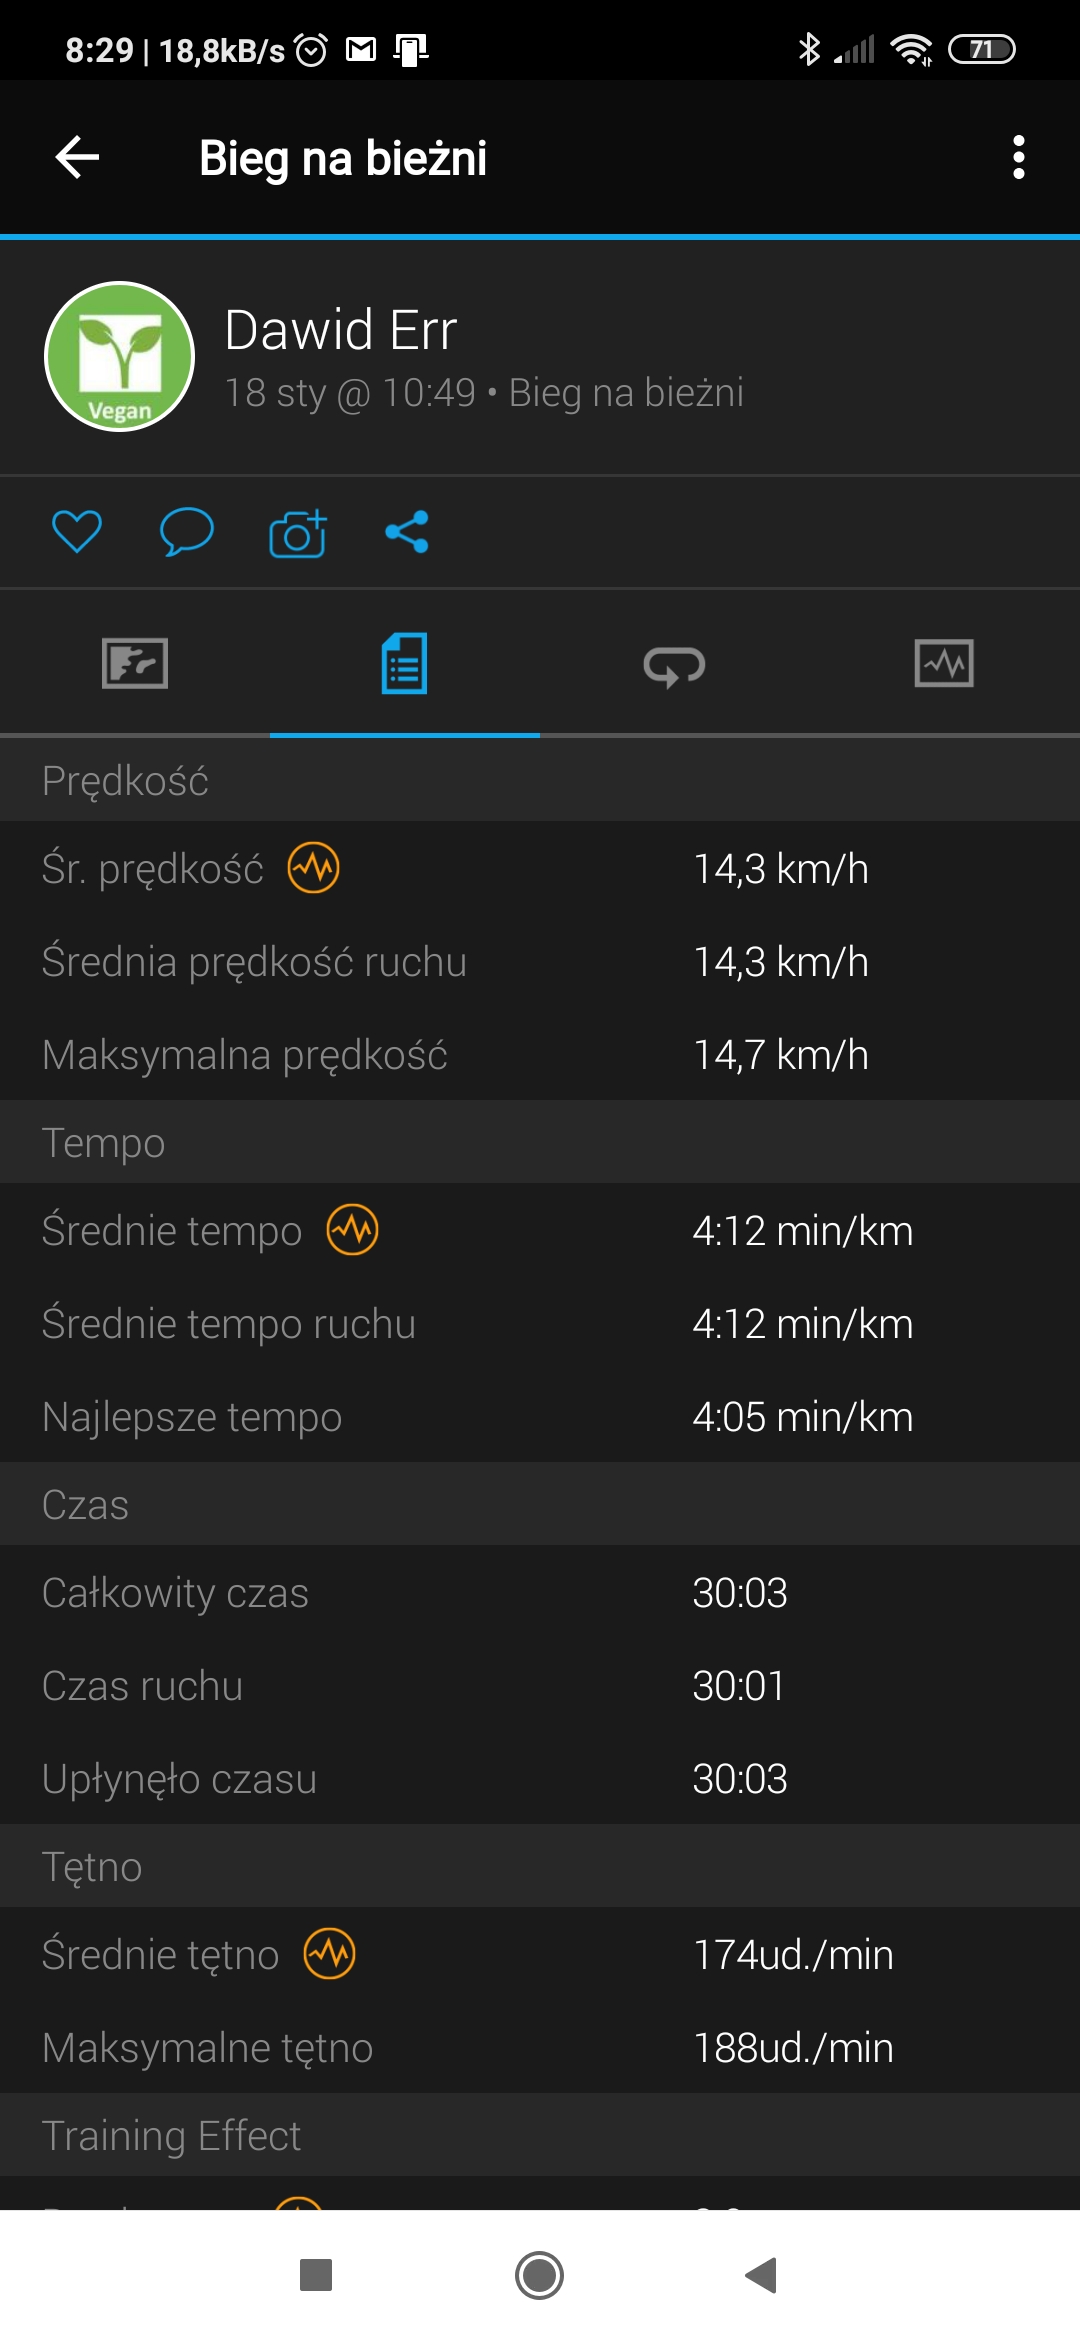 8:29 | 18,8kB/s 71
Bieg na bieżni
Vegan
Dawid Err
18 sty @ 10:49 • Bieg na bieżni
Prędkość
Śr. prędkość 14,3 km/h
Średnia prędkość ruchu 14,3 km/h
Maksymalna prędkość 14,7 km/h
Tempo
Średnie tempo 4:12 min/km
Średnie tempo ruchu 4:12 min/km
Najlepsze tempo 4:05 min/km
Czas
Całkowity czas 30:03
Czas ruchu 30:01
Upłynęło czasu 30:03
Tętno
Średnie tętno 174ud./min
Maksymalne tętno 188ud./min
Training Effect